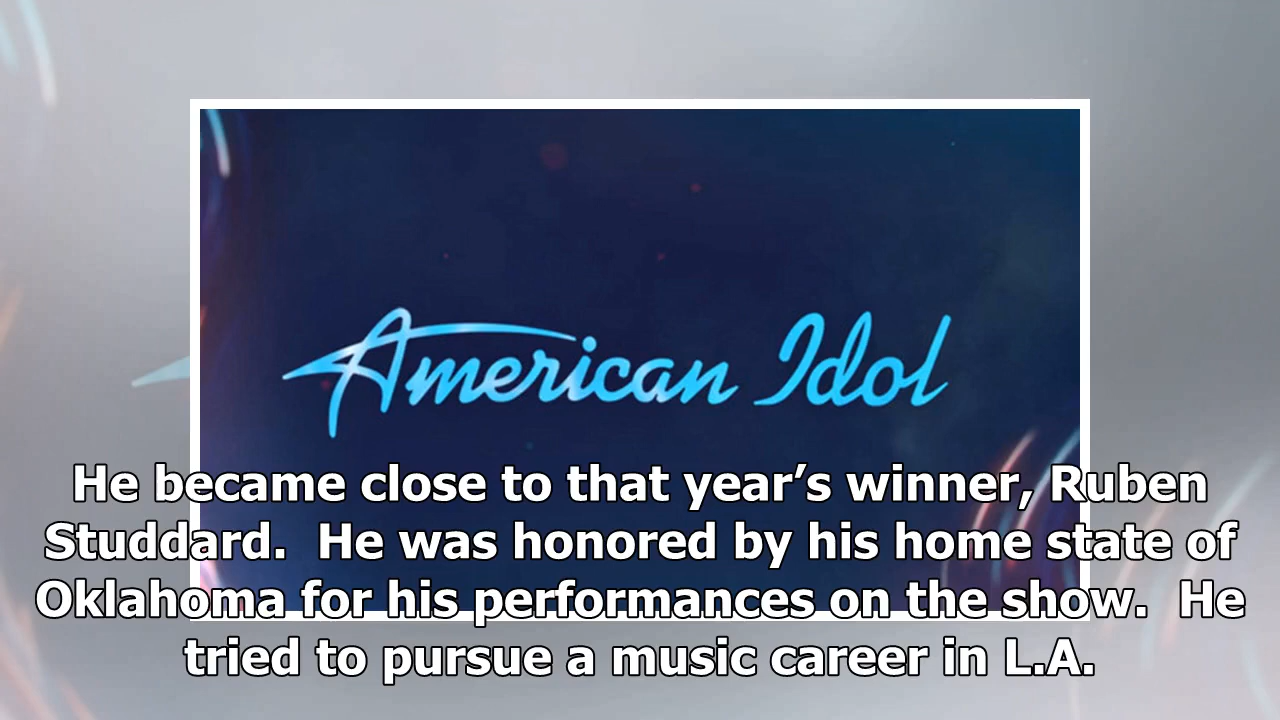 American Idol
He became close to that year’s winner, Ruben
Studdard.  He was honored by his home state of
Oklahoma for his performances on the show.  He
tried to pursue a music career in L.A.